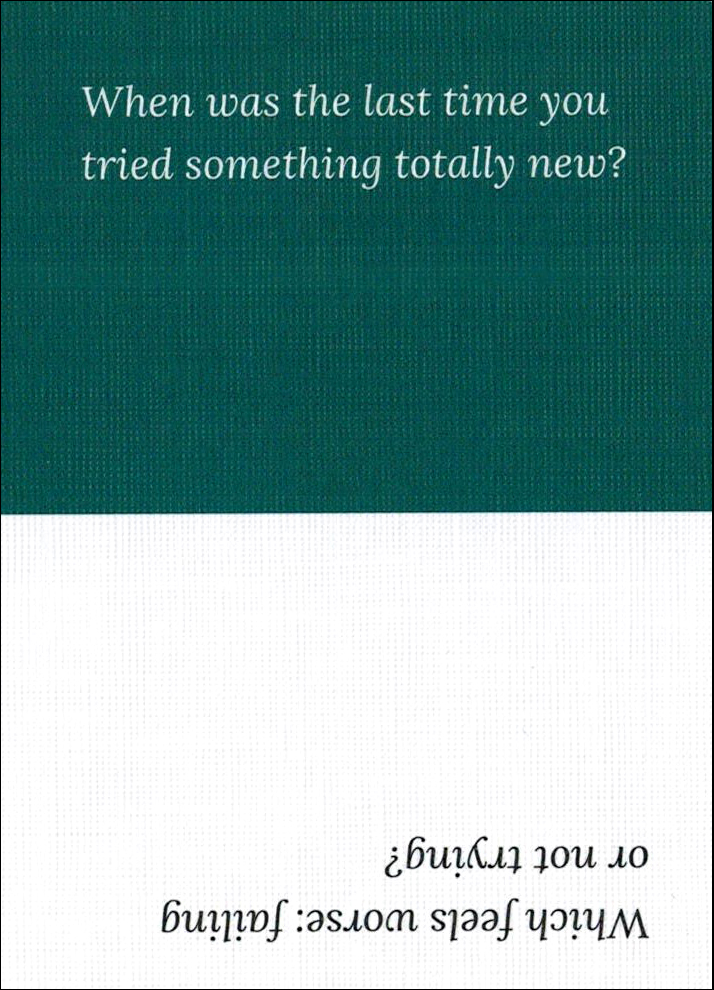 When was the last time you
tried something totally new?
Which feels worse: failing
or not trying?